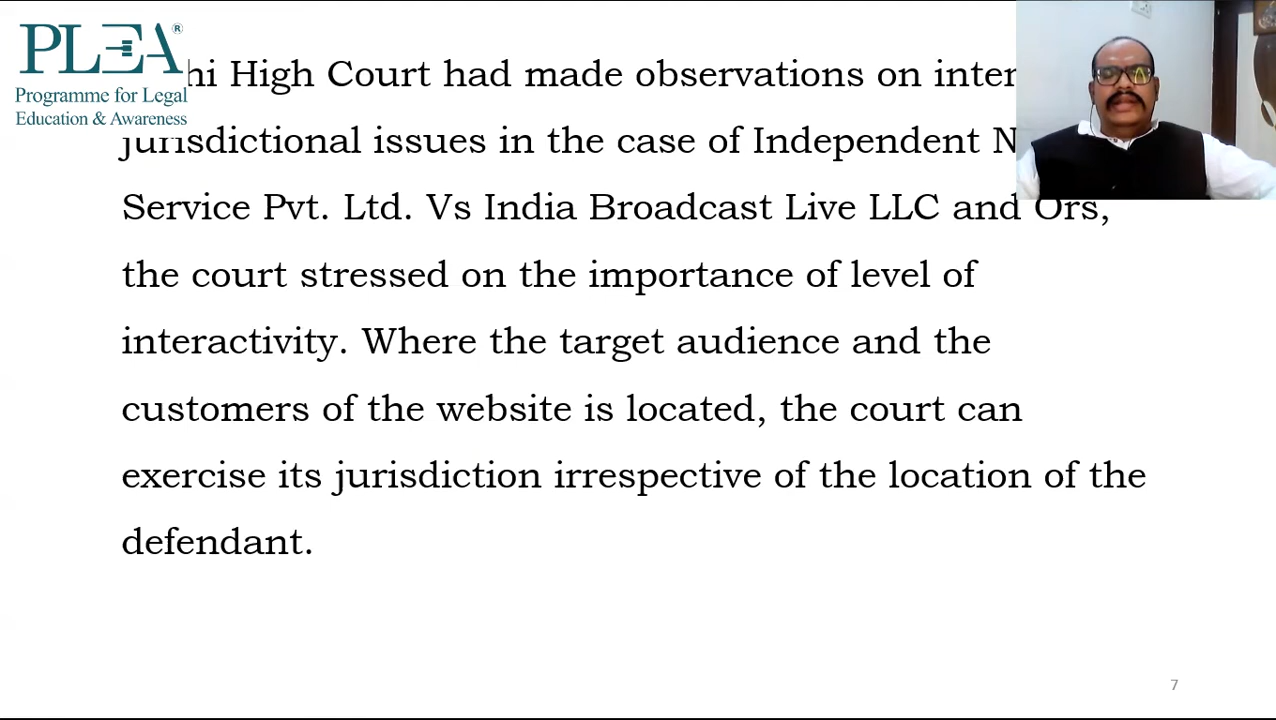 PLEA®
Programme for Legal
Education & Awareness
High Court had made observations on
jurisdictional issues in the case of Independent
Service Pvt. Ltd. Vs India Broadcast Live LLC and Ors,
the court stressed on the importance of level of
interactivity. Where the target audience and the
customers of the website is located, the court can
exercise its jurisdiction irrespective of the location of the
defendant.
7